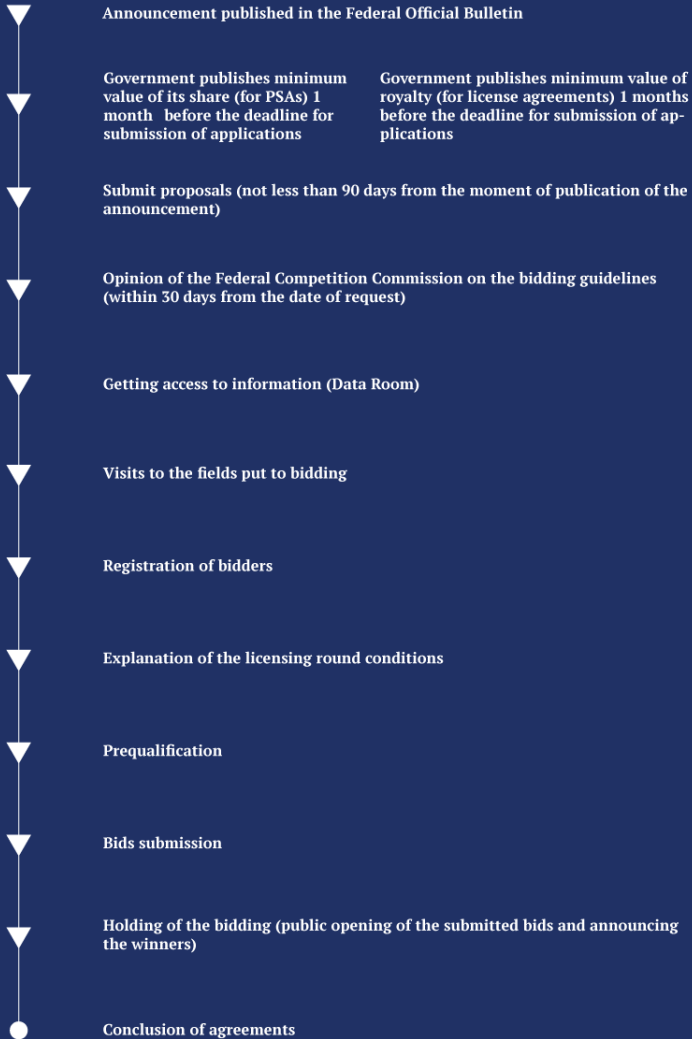 Announcement published in the Federal Official Bulletin
Government publishes minimum
value of its share (for PSAs) 1
month before the deadline for
submission of applications
Government publishes minimum value of
royalty (for license agreements) 1 months
before the deadline for submission of ap-
plications
Submit proposals (not less than 90 days from the moment of publication of the
announcement)
Opinion of the Federal Competition Commission on the bidding guidelines
(within 30 days from the date of request)
Getting access to information (Data Room)
Visits to the fields put to bidding
Registration of bidders
Explanation of the licensing round conditions
Prequalification
Bids submission
Holding of the bidding (public opening of the submitted bids and announcing
the winners)
Conclusion of agreements